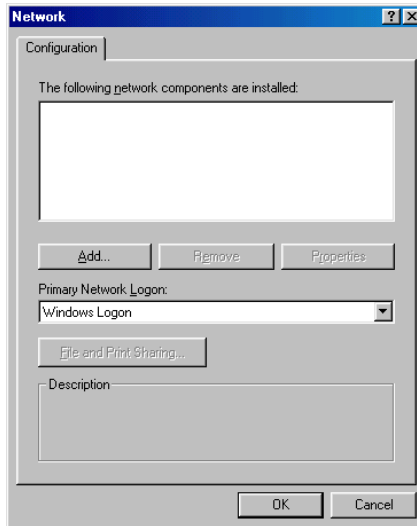 Network
Configuration
The following network components are installed:
Add... Remove Properties
Primary Network Logon:
Windows Logon
File and Print Sharing...
Description
OK Cancel